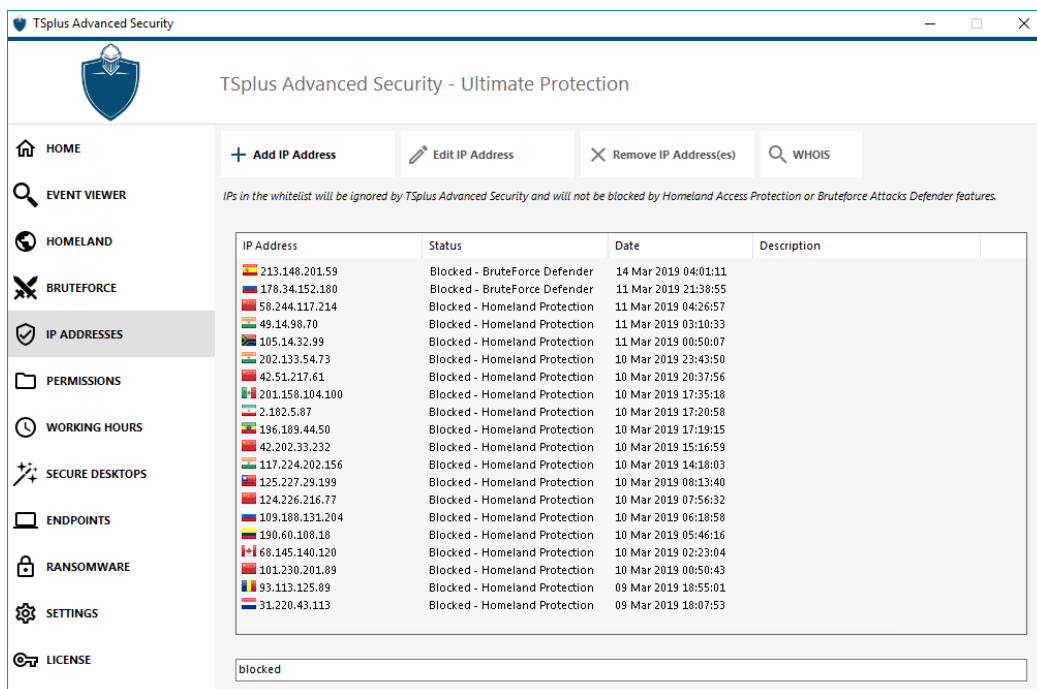 TSplus Advanced Security
TSplus Advanced Security - Ultimate Protection
HOME
EVENT VIEWER
HOMELAND
BRUTEFORCE
IP ADDRESSES
PERMISSIONS
WORKING HOURS
SECURE DESKTOPS
ENDPOINTS
RANSOMWARE
SETTINGS
LICENSE
Add IP Address Edit IP Address Remove IP Address(es) WHOIS
IPs in the whitelist will be ignored by TSplus Advanced Security and will not be blocked by Homeland Access Protection or Bruteforce Attacks Defender features.
IP Address Status Date Description
213.148.201.59 Blocked - BruteForce Defender 14 Mar 2019 04:01:11
178.34.152.180 Blocked - BruteForce Defender 11 Mar 2019 21:38:55
58.244.117.214 Blocked - Homeland Protection 11 Mar 2019 04:26:57
49.14.98.70 Blocked - Homeland Protection 11 Mar 2019 03:10:33
105.14.32.99 Blocked - Homeland Protection 11 Mar 2019 00:50:07
202.133.54.73 Blocked - Homeland Protection 10 Mar 2019 23:43:50
42.51.217.61 Blocked - Homeland Protection 10 Mar 2019 20:37:56
201.158.104.100 Blocked - Homeland Protection 10 Mar 2019 17:35:18
2.182.5.87 Blocked - Homeland Protection 10 Mar 2019 17:20:58
196.189.44.50 Blocked - Homeland Protection 10 Mar 2019 17:19:15
42.202.33.232 Blocked - Homeland Protection 10 Mar 2019 15:16:59
117.224.202.156 Blocked - Homeland Protection 10 Mar 2019 14:18:03
125.227.29.199 Blocked - Homeland Protection 10 Mar 2019 08:13:40
124.226.216.77 Blocked - Homeland Protection 10 Mar 2019 07:56:32
109.188.131.204 Blocked - Homeland Protection 10 Mar 2019 06:18:58
190.60.108.18 Blocked - Homeland Protection 10 Mar 2019 05:46:16
68.145.140.120 Blocked - Homeland Protection 10 Mar 2019 02:23:04
101.230.201.89 Blocked - Homeland Protection 10 Mar 2019 00:50:43
93.113.125.89 Blocked - Homeland Protection 09 Mar 2019 18:55:01
31.220.43.113 Blocked - Homeland Protection 09 Mar 2019 18:07:53
blocked